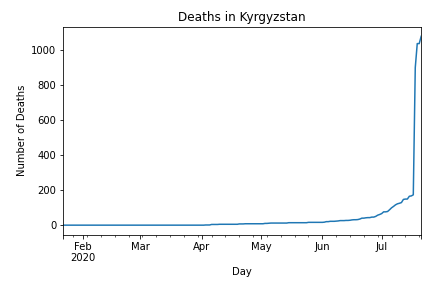 Deaths in Kyrgyzstan
Number of Deaths
1000
800
600
400
200
0
Feb
2020
Mar
Apr
May
Jun
Jul
Day